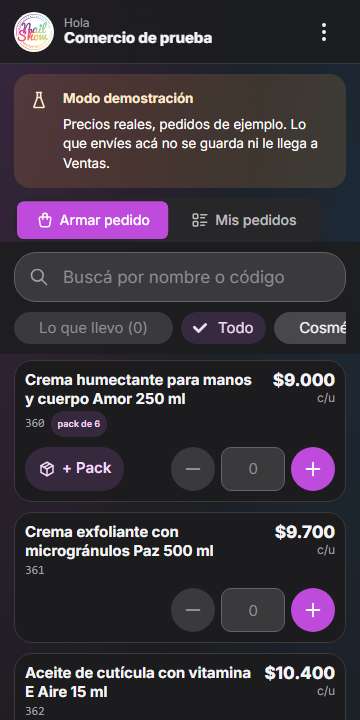 Nail
Show
Hola
Comercio de prueba
Modo demostración
Precios reales, pedidos de ejemplo. Lo
que envíes acá no se guarda ni le llega a
Ventas.
Armar pedido
Mis pedidos
Buscá por nombre o código
Lo que llevo (0)
Todo
Cosmé
Crema humectante para manos
y cuerpo Amor 250 ml
$9.000
c/u
360
pack de 6
+ Pack
0
Crema exfoliante con
microgránulos Paz 500 ml
$9.700
c/u
361
0
Aceite de cutícula con vitamina
E Aire 15 ml
$10.400
c/u
362